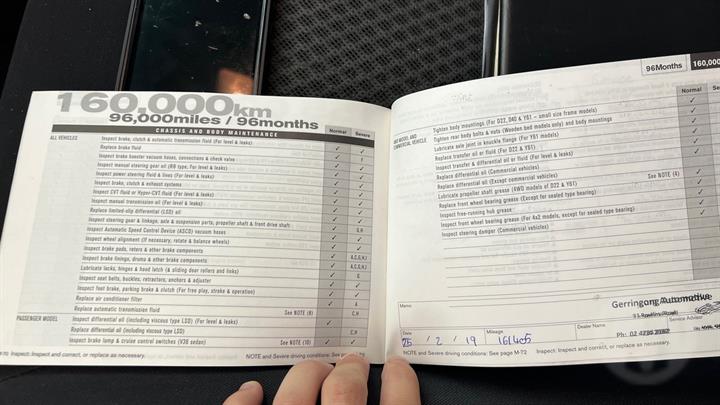 160,000km
96,000miles / 96months
CHASSIS AND BODY MAINTENANCE
Normal Severe
ALL VEHICLES
Inspect brake, clutch & automatic transmission fluid (For level & leaks)
Replace brake fluid
Inspect brake booster vacuum hoses, connections & check valve
Inspect manual steering gear oil (RB type, For level & leaks)
Inspect power steering fluid & lines (For level & leaks)
Inspect brake, clutch & exhaust systems
Inspect CVT fluid or Hyper-CVT fluid (For level & leaks)
Inspect manual transmission oil (For level & leaks)
Replace limited-slip differential (LSD) oil
Inspect steering gear & linkage, axle & suspension parts, propeller shaft & front drive shaft
Inspect Automatic Speed Control Device (ASCD) vacuum hoses G,H
Inspect wheel alignment (If necessary, rotate & balance wheels)
Inspect brake pads, rotors & other brake components
Inspect brake linings, drums & other brake components A,C,G,H,I
Lubricate locks, hinges & hood latch (& sliding door rollers and links) A,C,G,H,I
Inspect seat belts, buckles, retractors, anchors & adjuster G
Inspect foot brake, parking brake & clutch (For free play, stroke & operation)
Replace air conditioner filter
Replace automatic transmission fluid See NOTE (8) C,H
PASSENGER MODEL
Inspect differential oil (including viscous type LSD) (For level & leaks)
Replace differential oil (including viscous type LSD) C,H
Inspect brake lamp & cruise control switches (V36 sedan) See NOTE (10)
Inspect: Inspect and correct, or replace as necessary.
NOTE and Severe driving conditions: See page M-72
96Months 160,000
Normal
COMMERCIAL VEHICLE
Tighten body mountings (For D22, D40 & Y61 - small size frame models)
Tighten rear body bolts & nuts (Wooden bed models only) and body mountings
Lubricate axle joint in knuckle flange (For Y61 models)
Replace transfer oil or fluid (For D22 & Y61)
Inspect transfer & differential oil or fluid (For level & leaks)
Replace differential oil (Commercial vehicles)
Replace differential oil (Except commercial vehicles) See NOTE (4)
Lubricate propeller shaft grease (RWD models of D22 & Y61)
Replace front wheel bearing grease (Except for sealed type bearing)
Inspect free-running hub grease
Inspect front wheel bearing grease (For 4x2 models, except for sealed type bearing)
Inspect steering damper (Commercial vehicles)
Memo:
Gerringong Automotive
Service Advisor
Date Mileage Dealer Name
25 / 2 / 19 161405
NOTE and Severe driving conditions: See page M-72 Inspect: Inspect and correct, or replace as necessary.